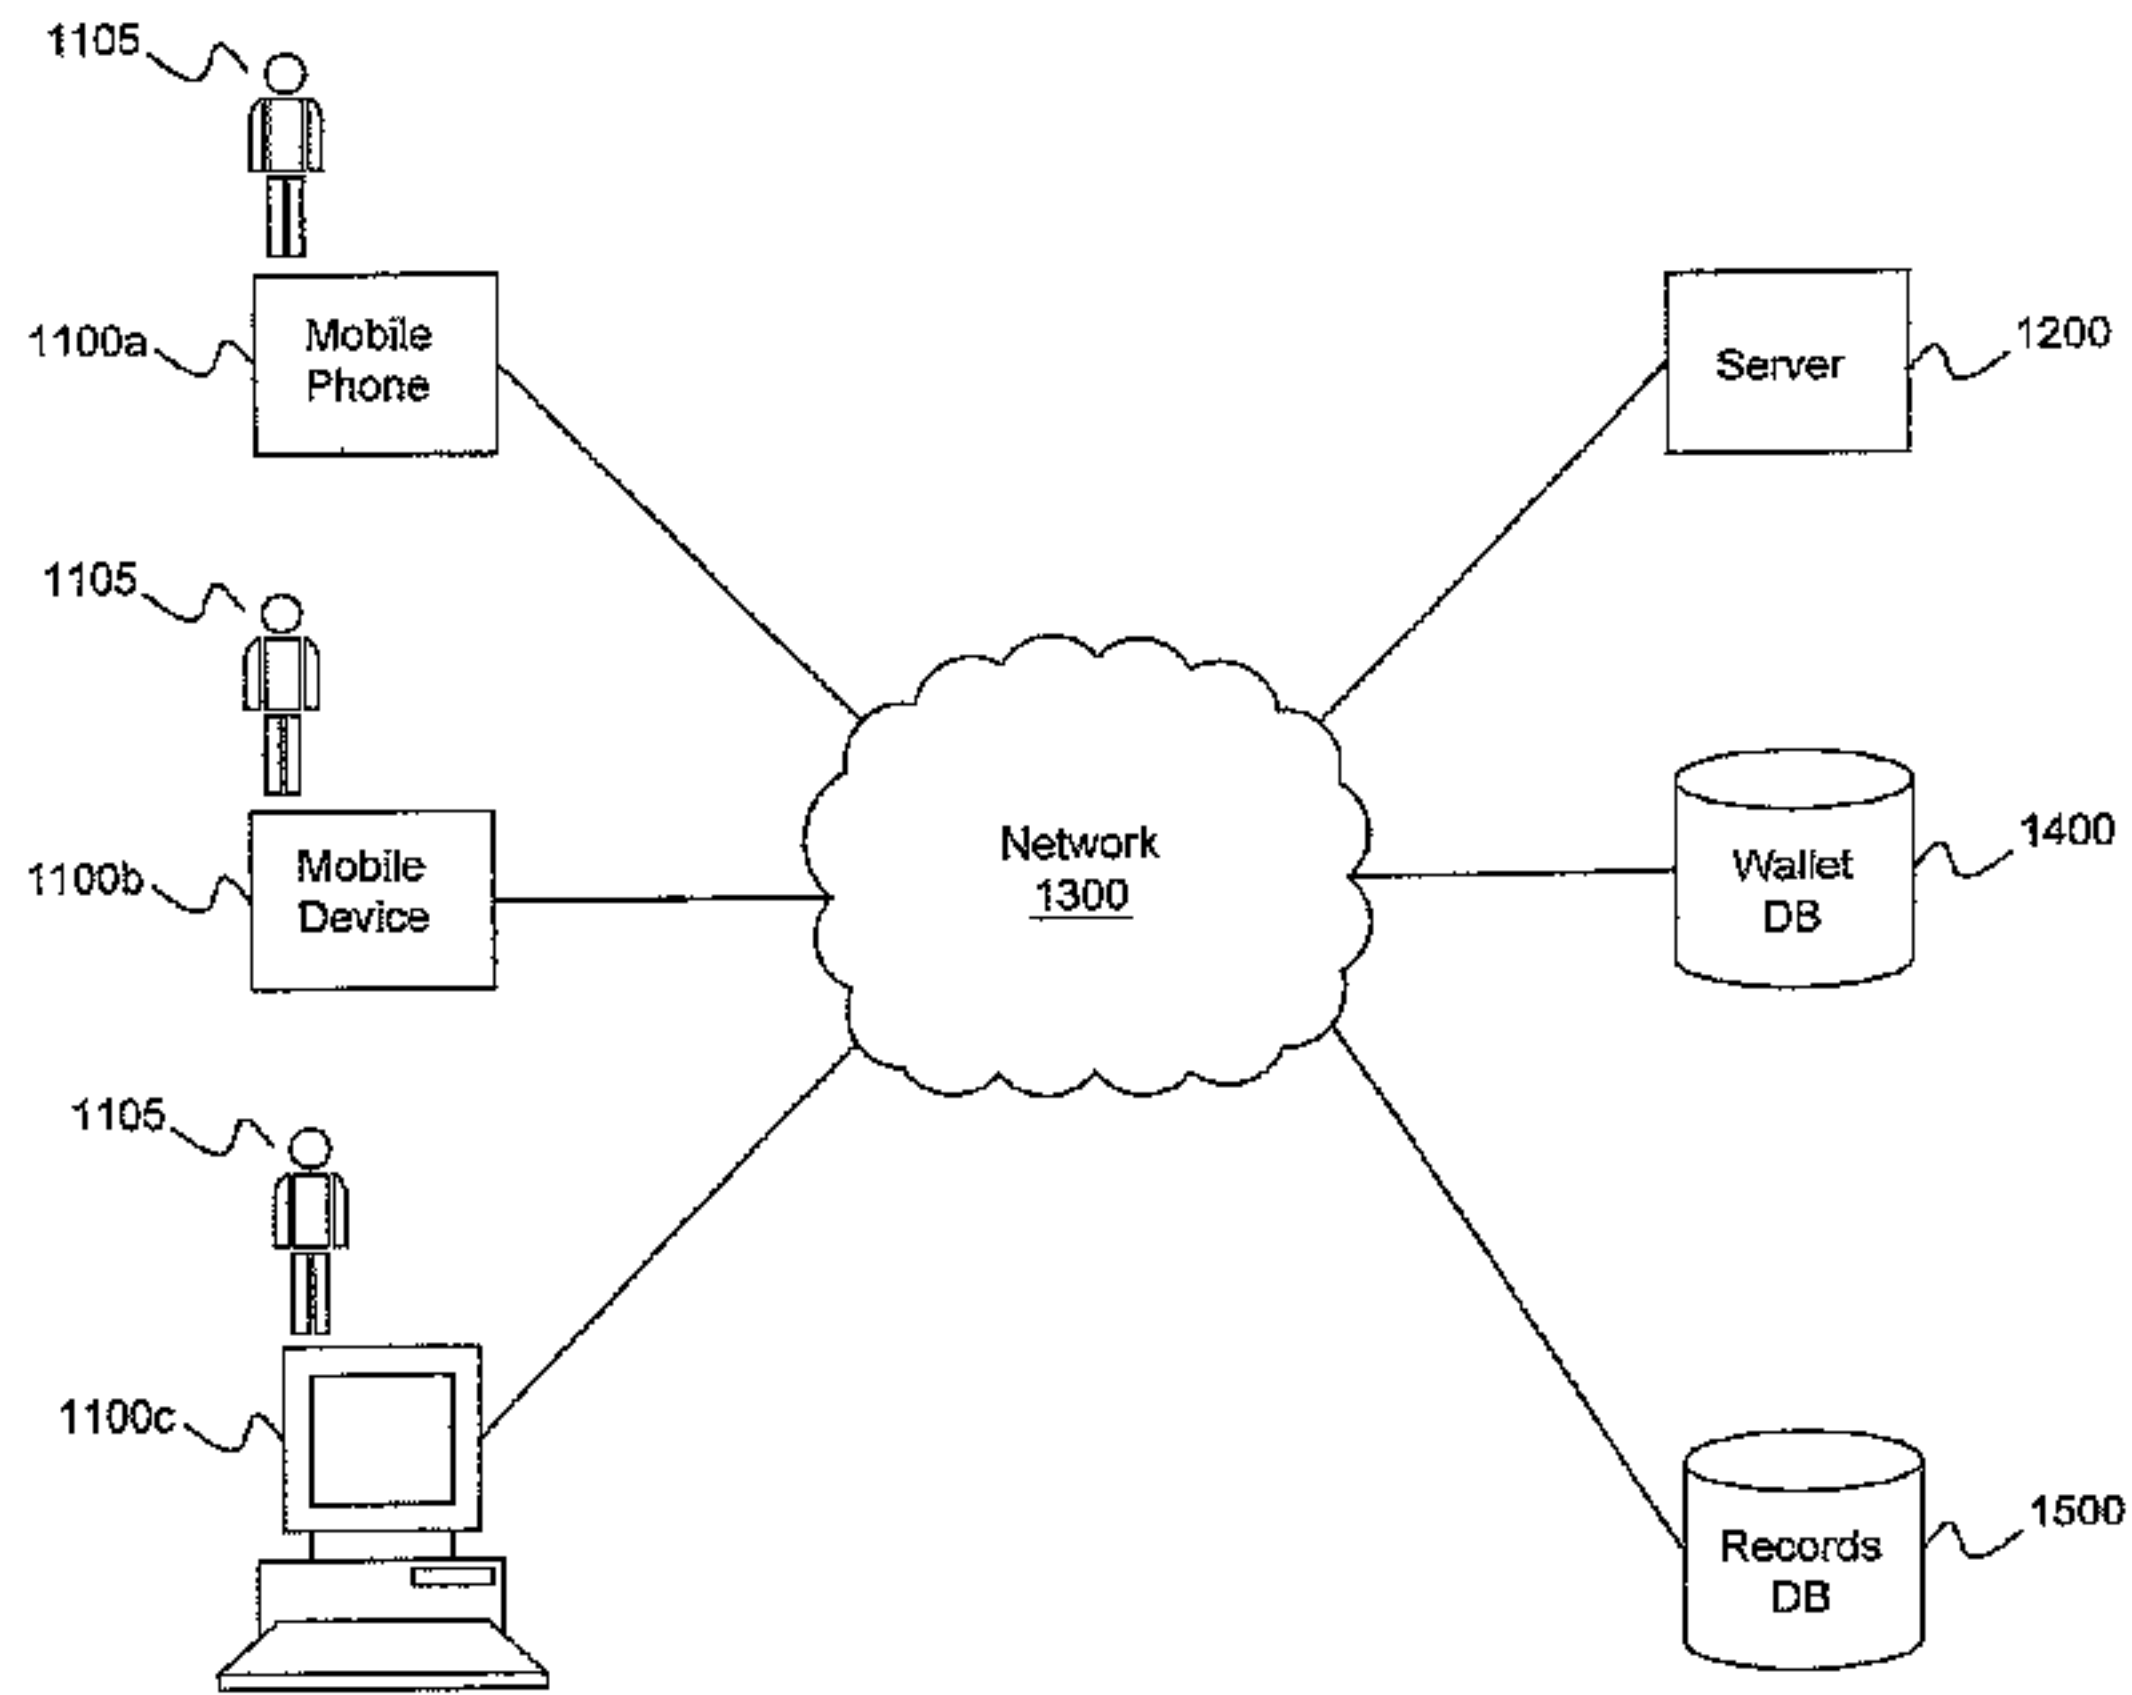 1105
1100a
Mobile
Phone
Server
1200
1105
1100b
Mobile
Device
Network
1300
Wallet
DB
1400
1105
1100c
Records
DB
1500